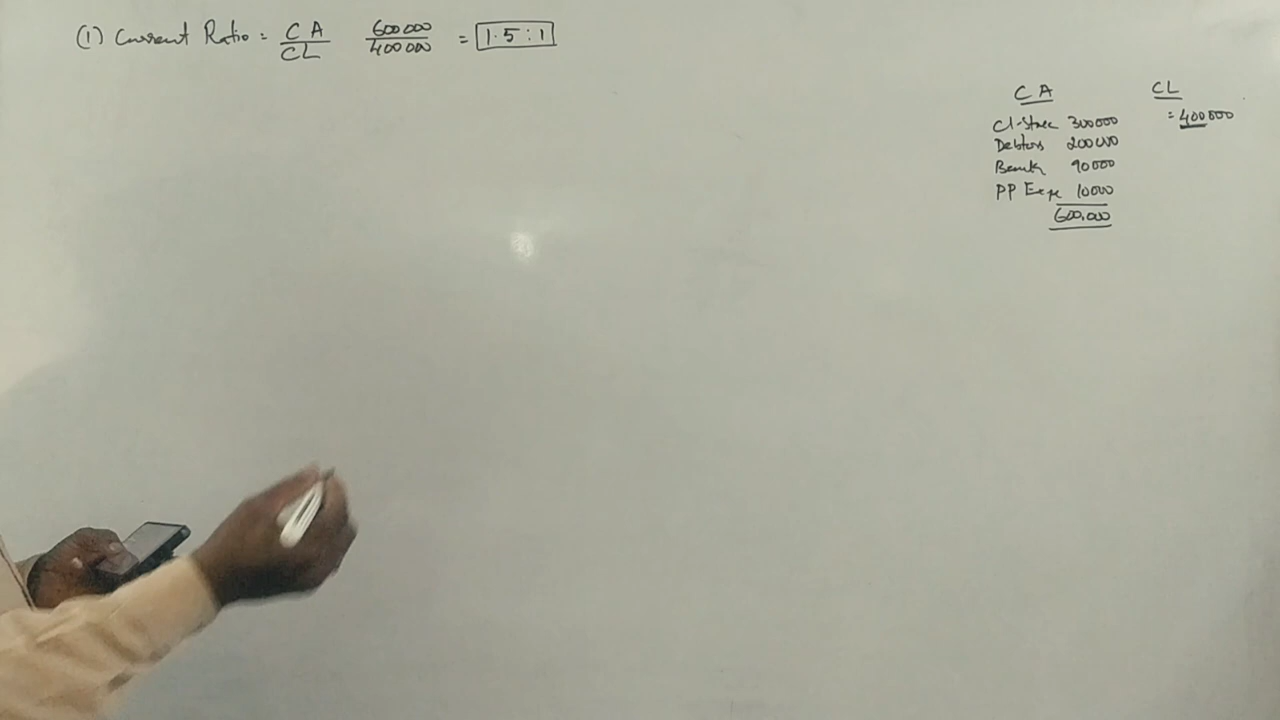 (1) Current Ratio = CA/CL 600000/400000 = 1.5 : 1
CA
Cl-Stock 300000
Debtors 200000
Bank 90000
PP Exp 10000
600,000
CL
= 400000